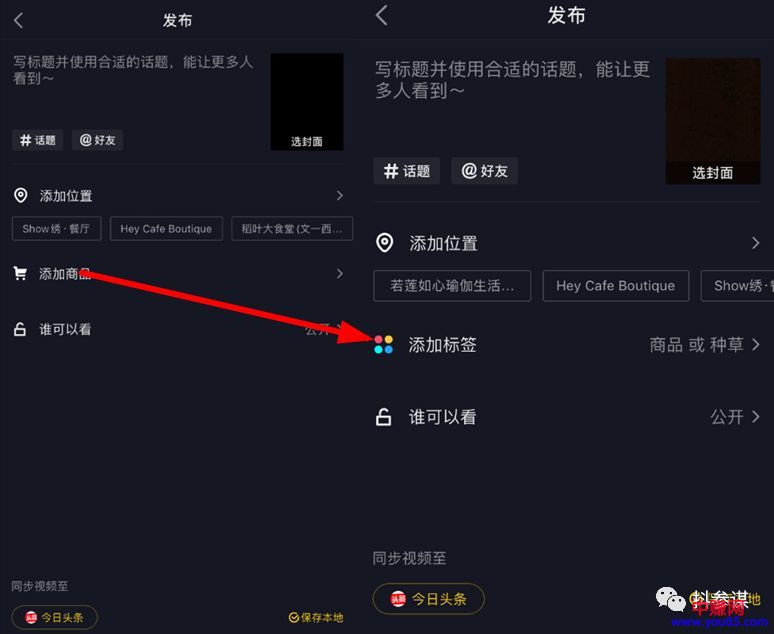 发布
写标题并使用合适的话题，能让更多人
看到～
#话题
@好友
选封面
添加位置
Show绣·餐厅
Hey Cafe Boutique
稻叶大食堂(文一西...
添加商品
谁可以看
公开
同步视频至
今日头条
保存本地
发布
写标题并使用合适的话题，能让更
多人看到～
#话题
@好友
选封面
添加位置
若莲如心瑜伽生活...
Hey Cafe Boutique
Show绣·
添加标签
商品 或 种草
谁可以看
公开
同步视频至
头条
今日头条
抖参谋
中赚网
www.you85.com